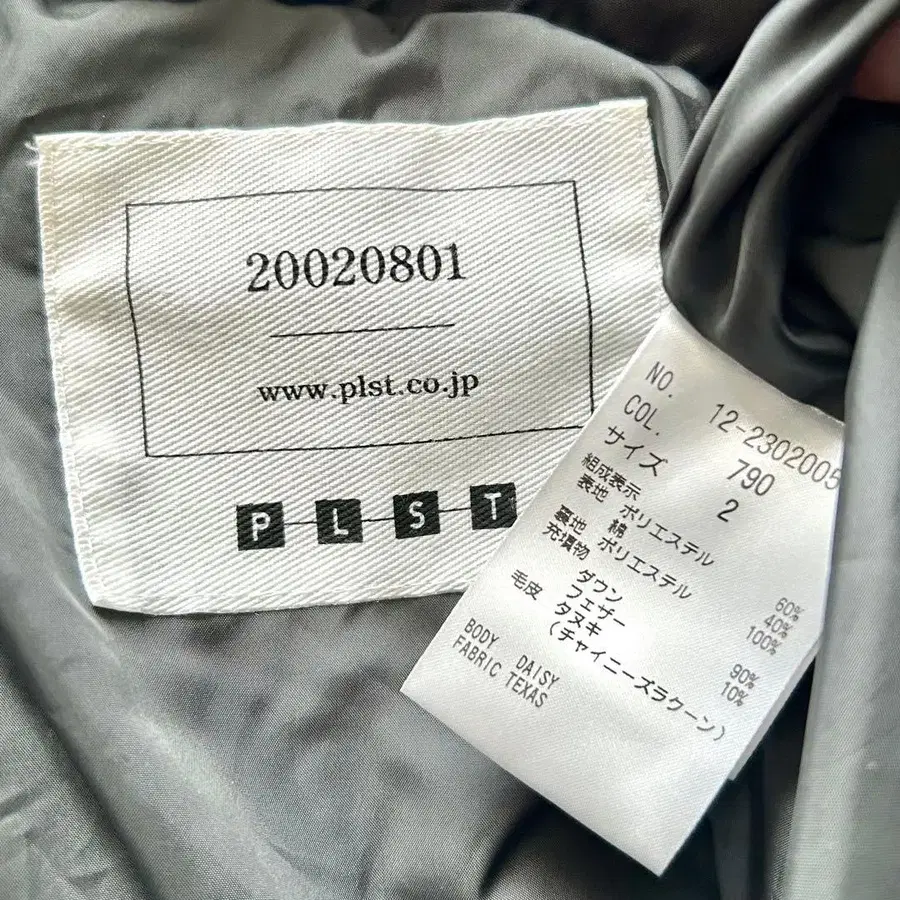 20020801
www.plst.co.jp
PLST
NO. 12-2302005
COL. 790
サイズ 2
組成表示
表地 ポリエステル 60%
綿 40%
裏地 ポリエステル 100%
充填物
ダウン 90%
フェザー 10%
毛皮 タヌキ
(チャイニーズラクーン)
BODY DAISY
FABRIC TEXAS